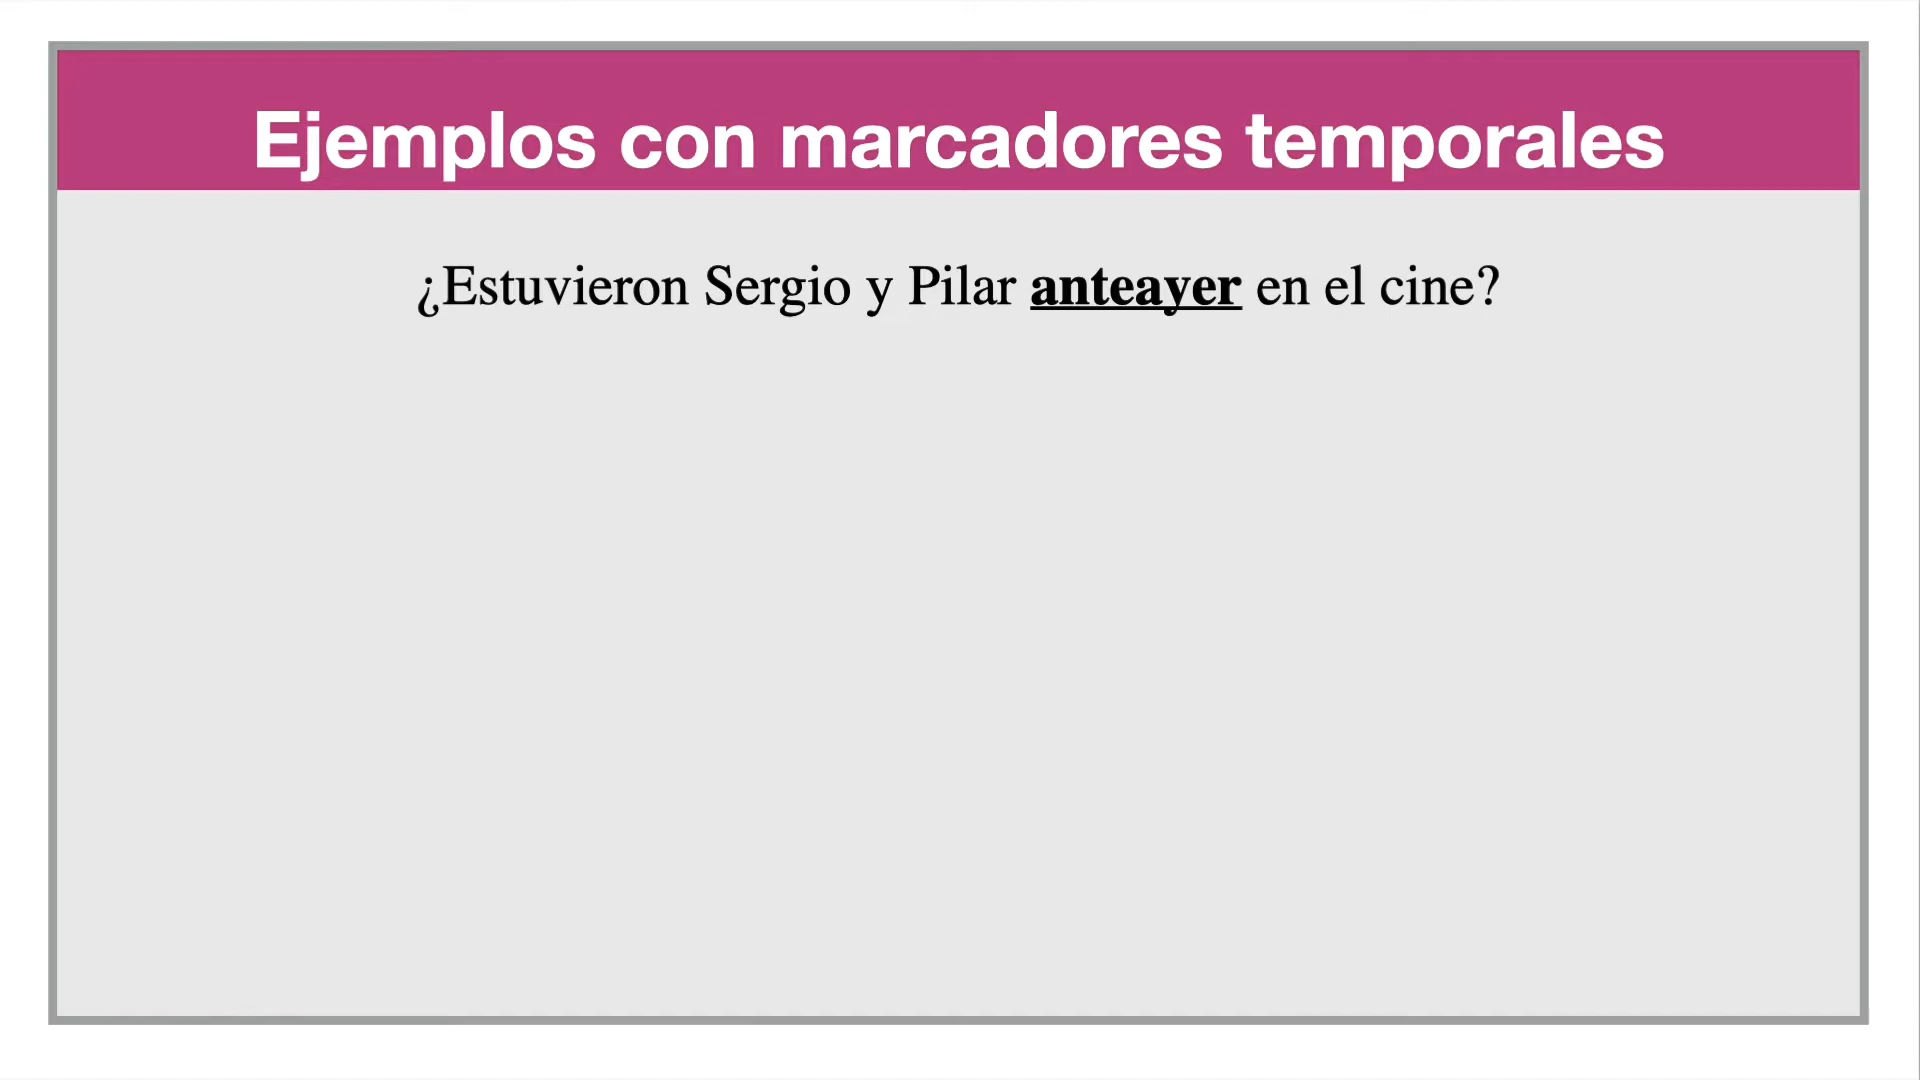 Ejemplos con marcadores temporales
¿Estuvieron Sergio y Pilar anteayer en el cine?